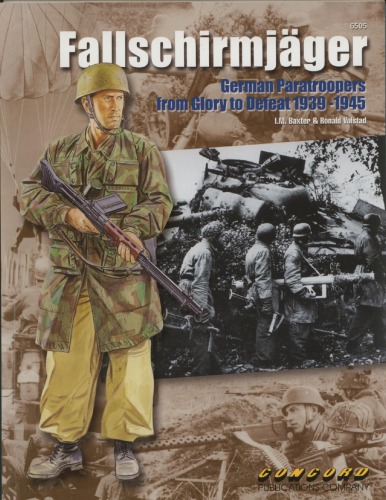 6505
Fallschirmjäger
German Paratroopers
from Glory to Defeat 1939-1945
I.M. Baxter & Ronald Volstad
CONCORD
PUBLICATIONS COMPANY